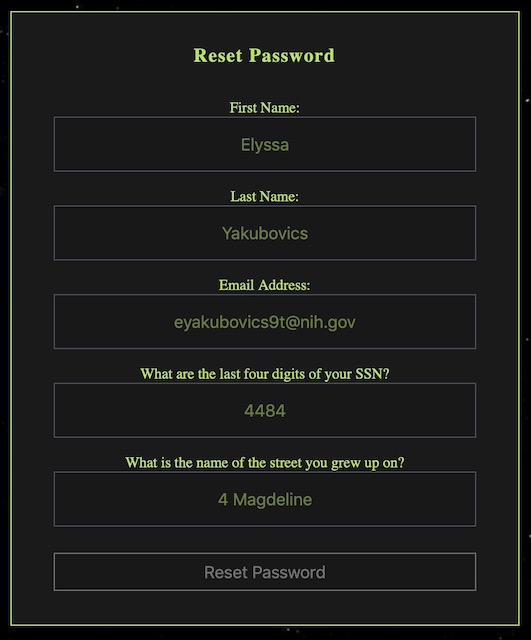 Reset Password
First Name:
Elyssa
Last Name:
Yakubovics
Email Address:
eyakubovics9t@nih.gov
What are the last four digits of your SSN?
4484
What is the name of the street you grew up on?
4 Magdeline
Reset Password